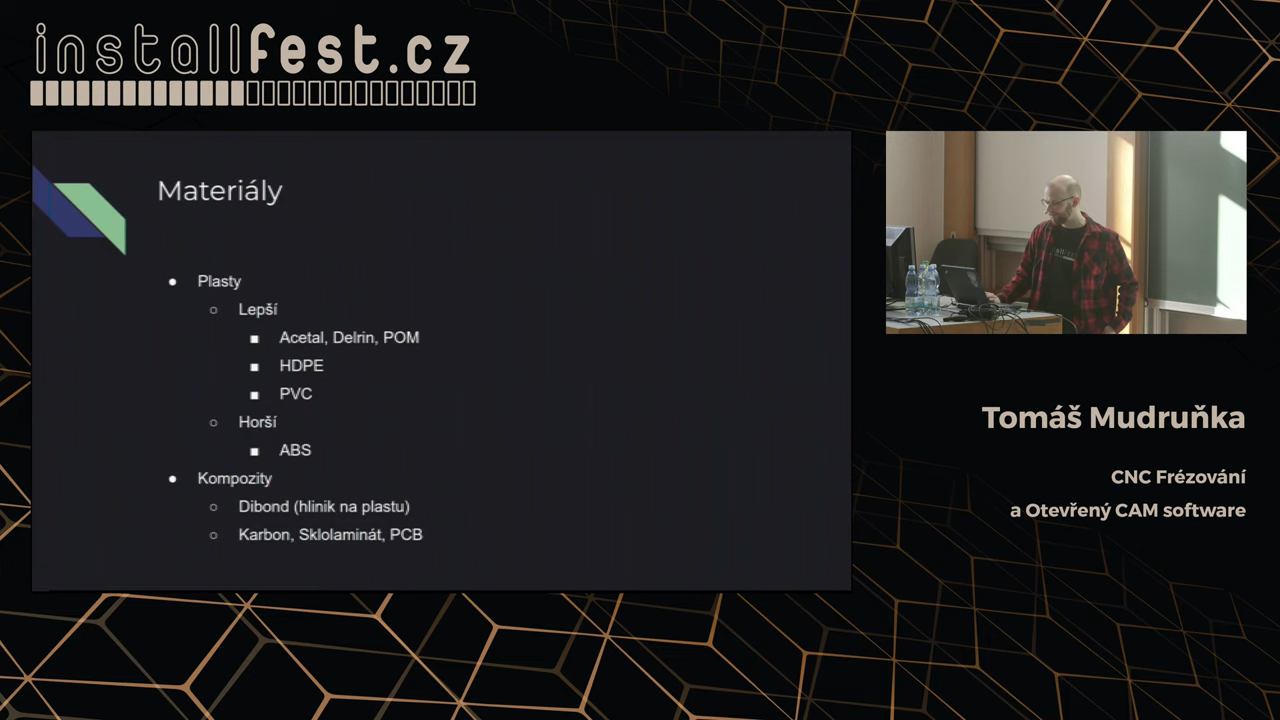 installfest.cz
Materiály
Plasty
Lepší
Acetal, Delrin, POM
HDPE
PVC
Horší
ABS
Kompozity
Dibond (hlinik na plastu)
Karbon, Sklolaminát, PCB
Tomáš Mudruňka
CNC Frézování
a Otevřený CAM software